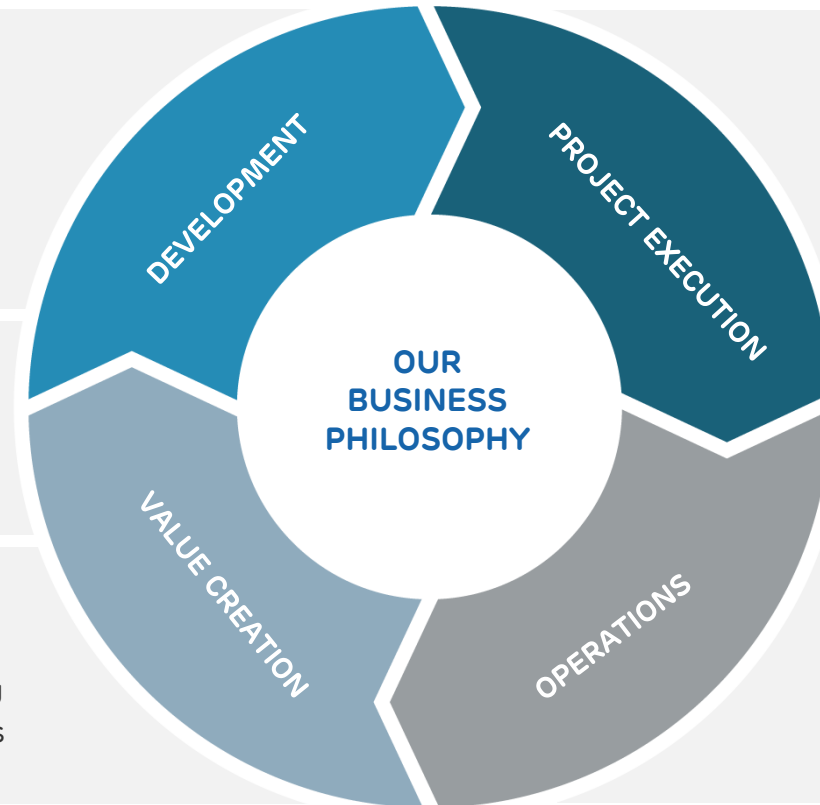 DEVELOPMENT
PROJECT EXECUTION
OUR
BUSINESS
PHILOSOPHY
VALUE CREATION
OPERATIONS